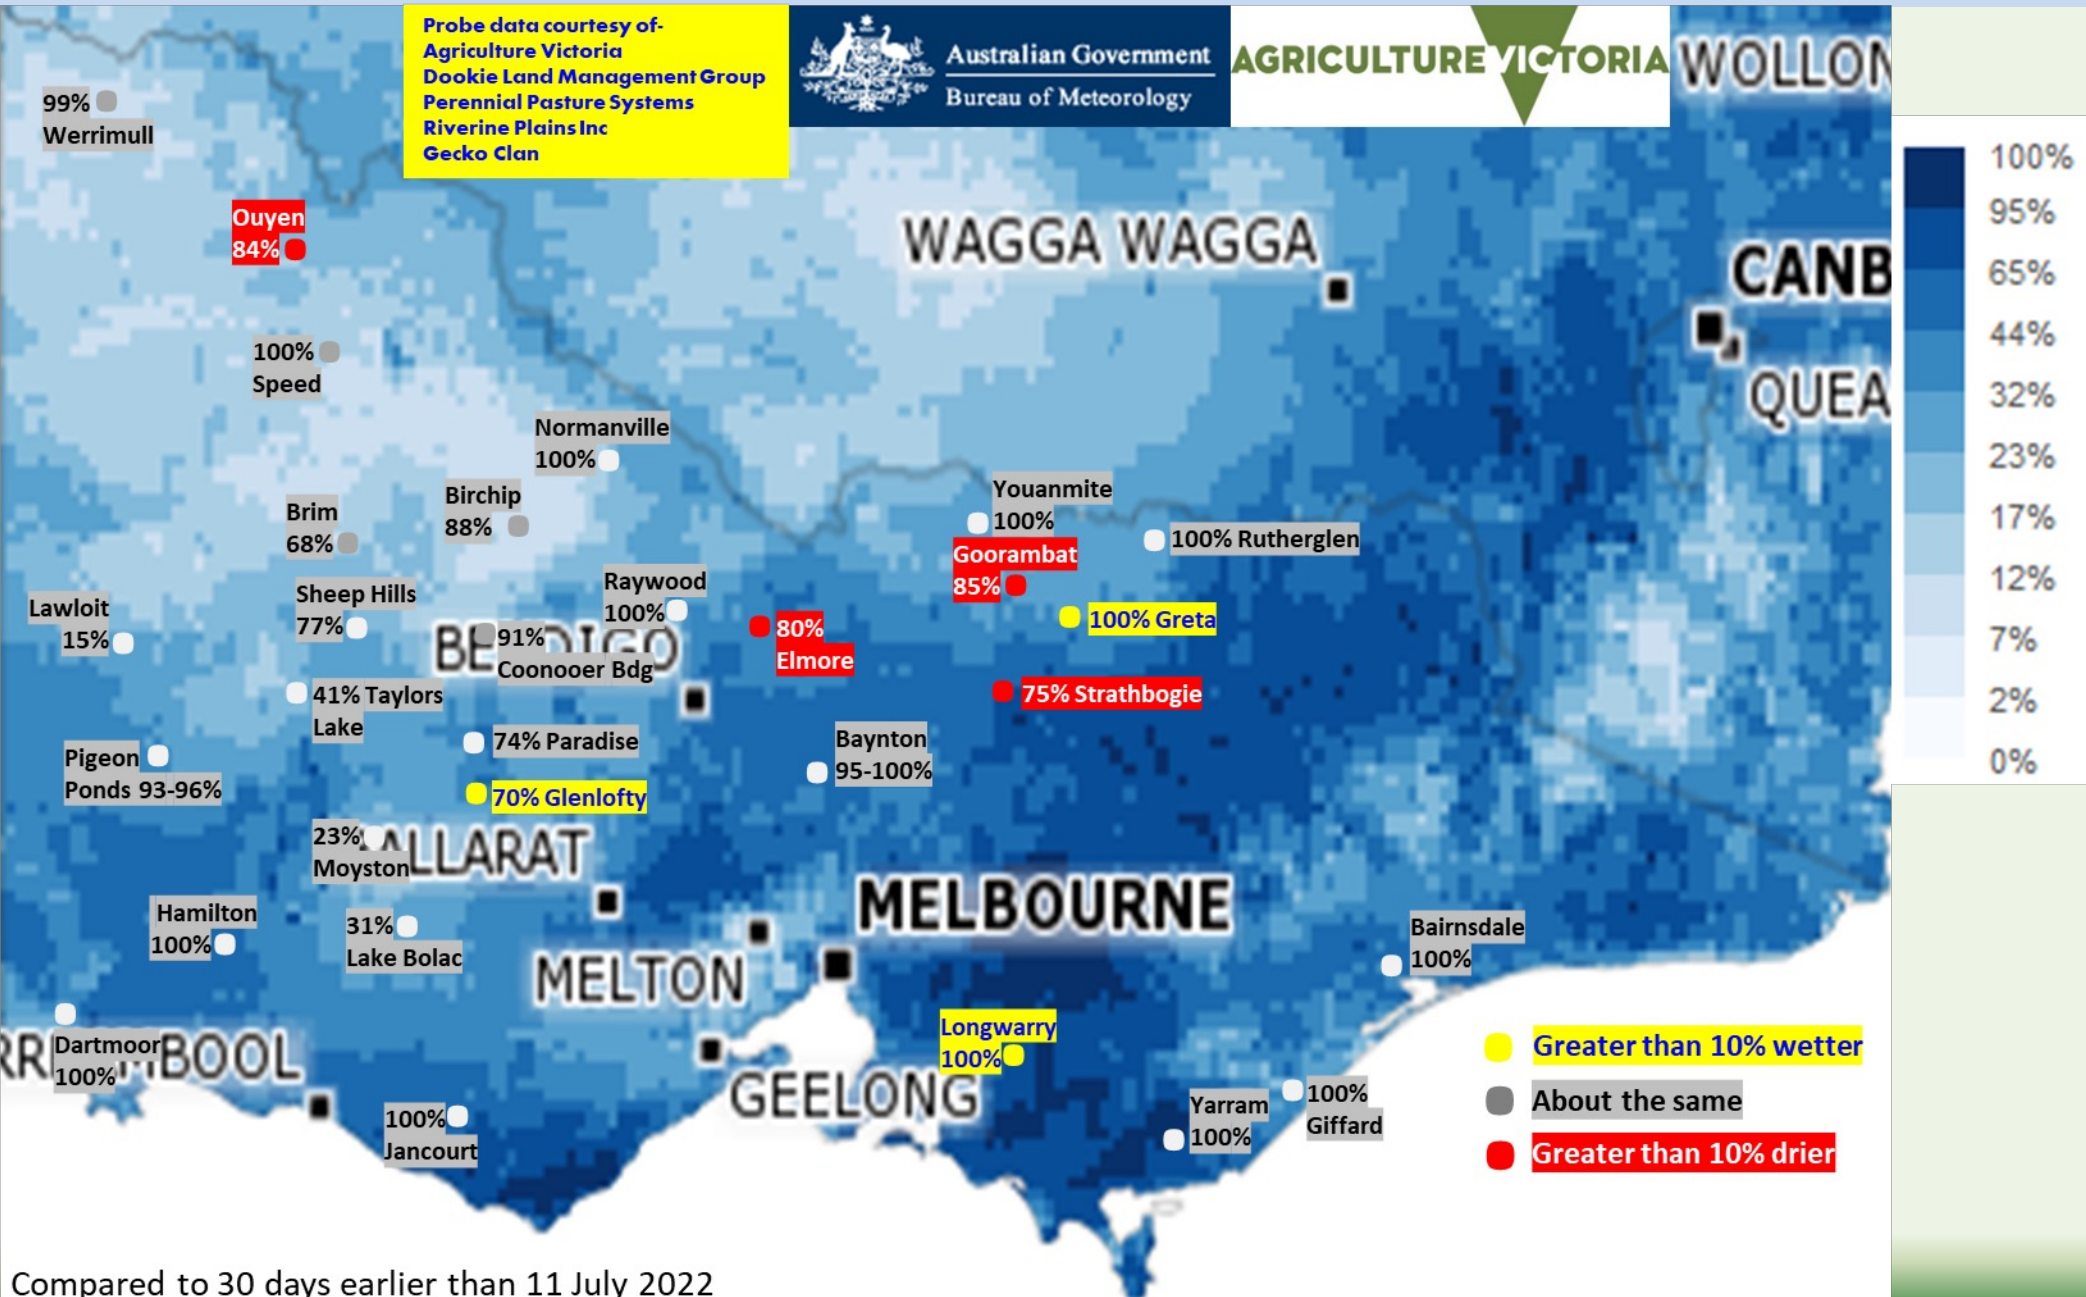 Probe data courtesy of-
Agriculture Victoria
Dookie Land Management Group
Perennial Pasture Systems
Riverine Plains Inc
Gecko Clan
Australian Government
Bureau of Meteorology
AGRICULTURE VICTORIA
WOLLON
99%
Werrimull
Ouyen
84%
WAGGA WAGGA
CANB
QUEA
100%
Speed
Normanville
100%
Birchip
88%
Brim
68%
Youanmite
100%
100% Rutherglen
Goorambat
85%
100% Greta
Sheep Hills
77%
Raywood
100%
Lawloit
15%
80%
Elmore
91%
Coonooer Bdg
41% Taylors
Lake
75% Strathbogie
74% Paradise
Baynton
95-100%
Pigeon
Ponds 93-96%
70% Glenlofty
23%
Moyston
ALLARAT
MELBOURNE
Hamilton
100%
31%
Lake Bolac
MELTON
Bairnsdale
100%
Dartmoor
100%
Longwarry
100%
GEELONG
100%
Jancourt
Yarram
100%
100%
Giffard
Greater than 10% wetter
About the same
Greater than 10% drier
100%
95%
65%
44%
32%
23%
17%
12%
7%
2%
0%
Compared to 30 days earlier than 11 July 2022